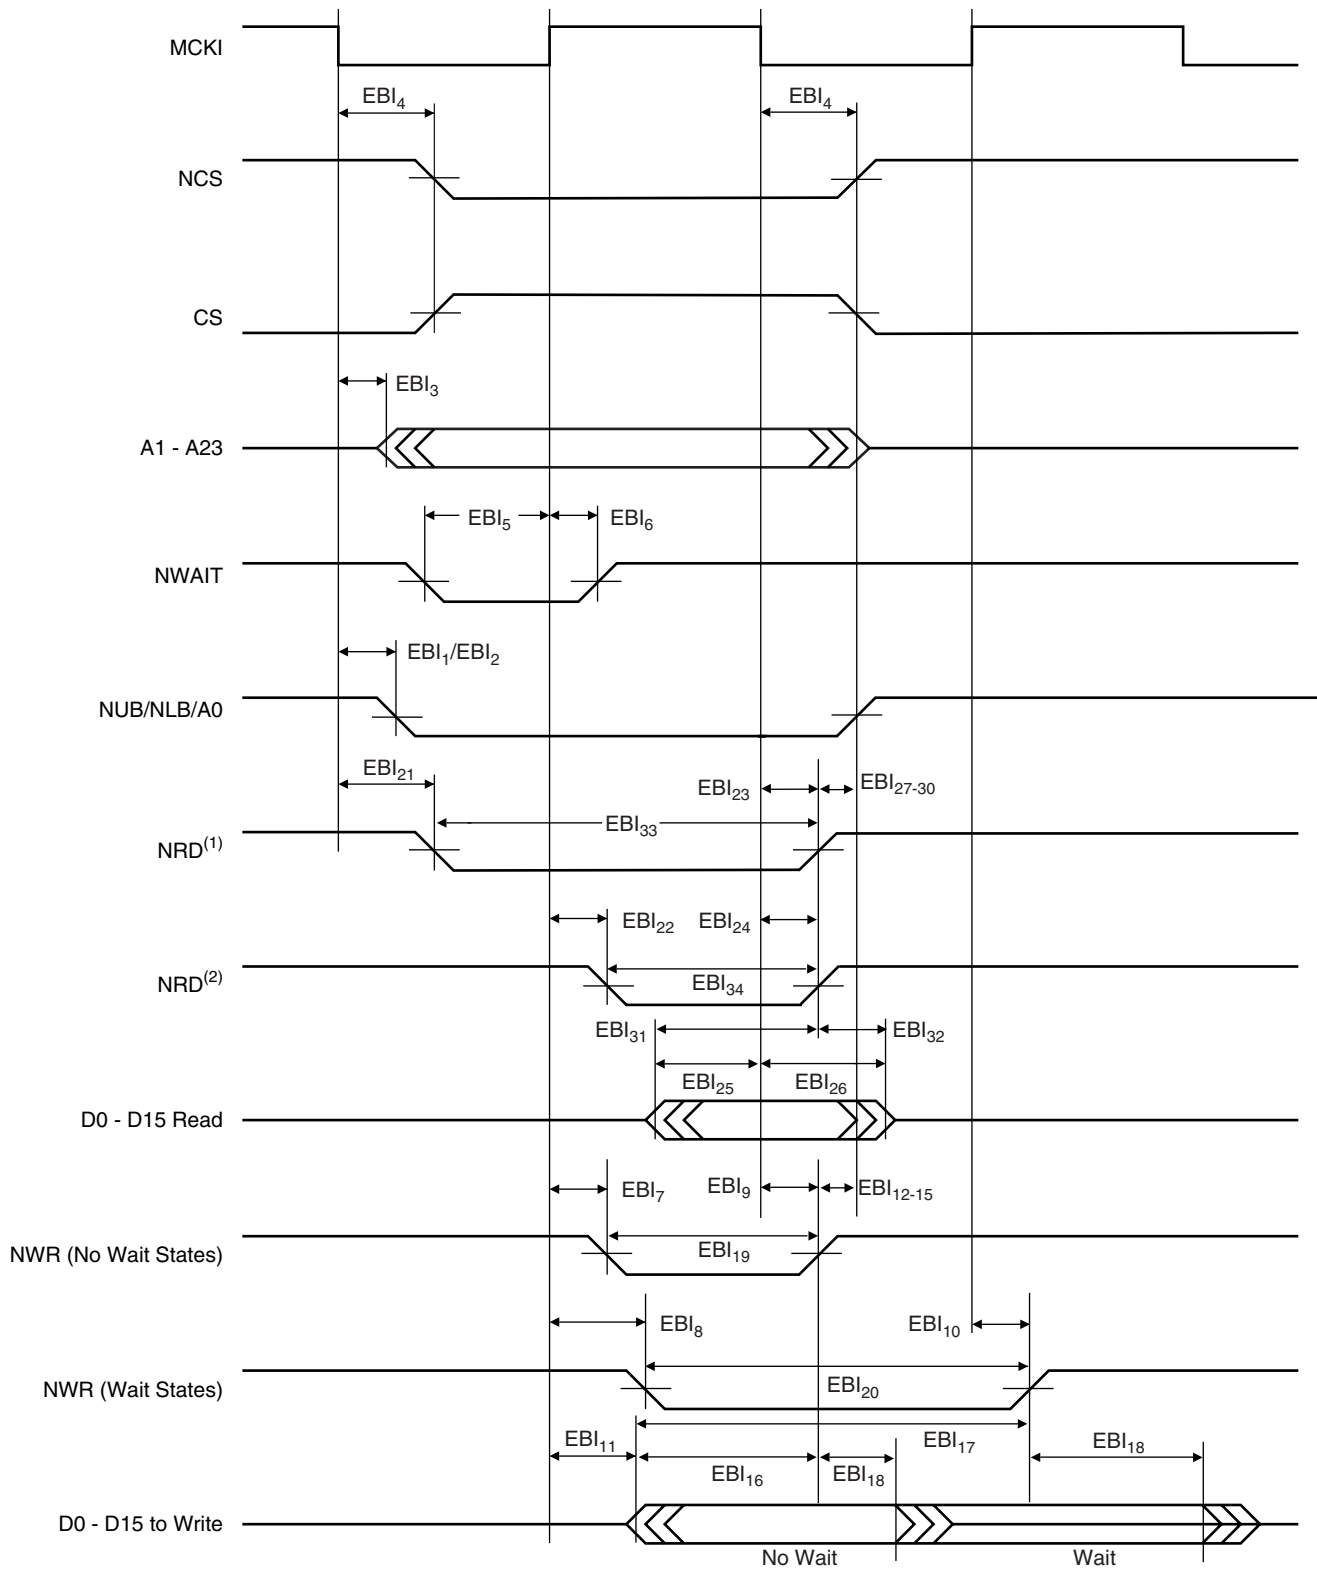 MCKI
EBI4 EBI4
NCS
CS
EBI3
A1 - A23
EBI5 EBI6
NWAIT
EBI1/EBI2
NUB/NLB/A0
EBI21 EBI23 EBI27-30
EBI33
NRD(1)
EBI22 EBI24
NRD(2)
EBI34
EBI31 EBI32
EBI25 EBI26
D0 - D15 Read
EBI7 EBI9 EBI12-15
NWR (No Wait States)
EBI19
EBI8 EBI10
NWR (Wait States)
EBI20
EBI11 EBI17 EBI18
EBI16 EBI18
D0 - D15 to Write
No Wait Wait